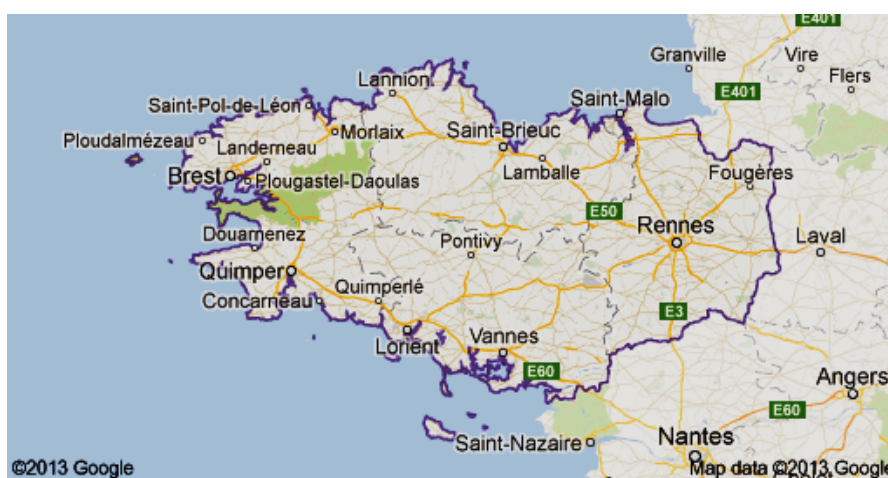 E401
Granville
Vire
Flers
Lannion
E401
Saint-Malo
Saint-Pol-de-Léon
Morlaix
Saint-Brieuc
Ploudalmézeau
Landerneau
Lamballe
Brest
Plougastel-Daoulas
Fougères
E50
Rennes
Douarnenez
Pontivy
Laval
Quimper
Quimperlé
Concarneau
E3
Lorient
Vannes
E60
Angers
E60
Saint-Nazaire
Nantes
©2013 Google
Map data ©2013 Google
Cholet